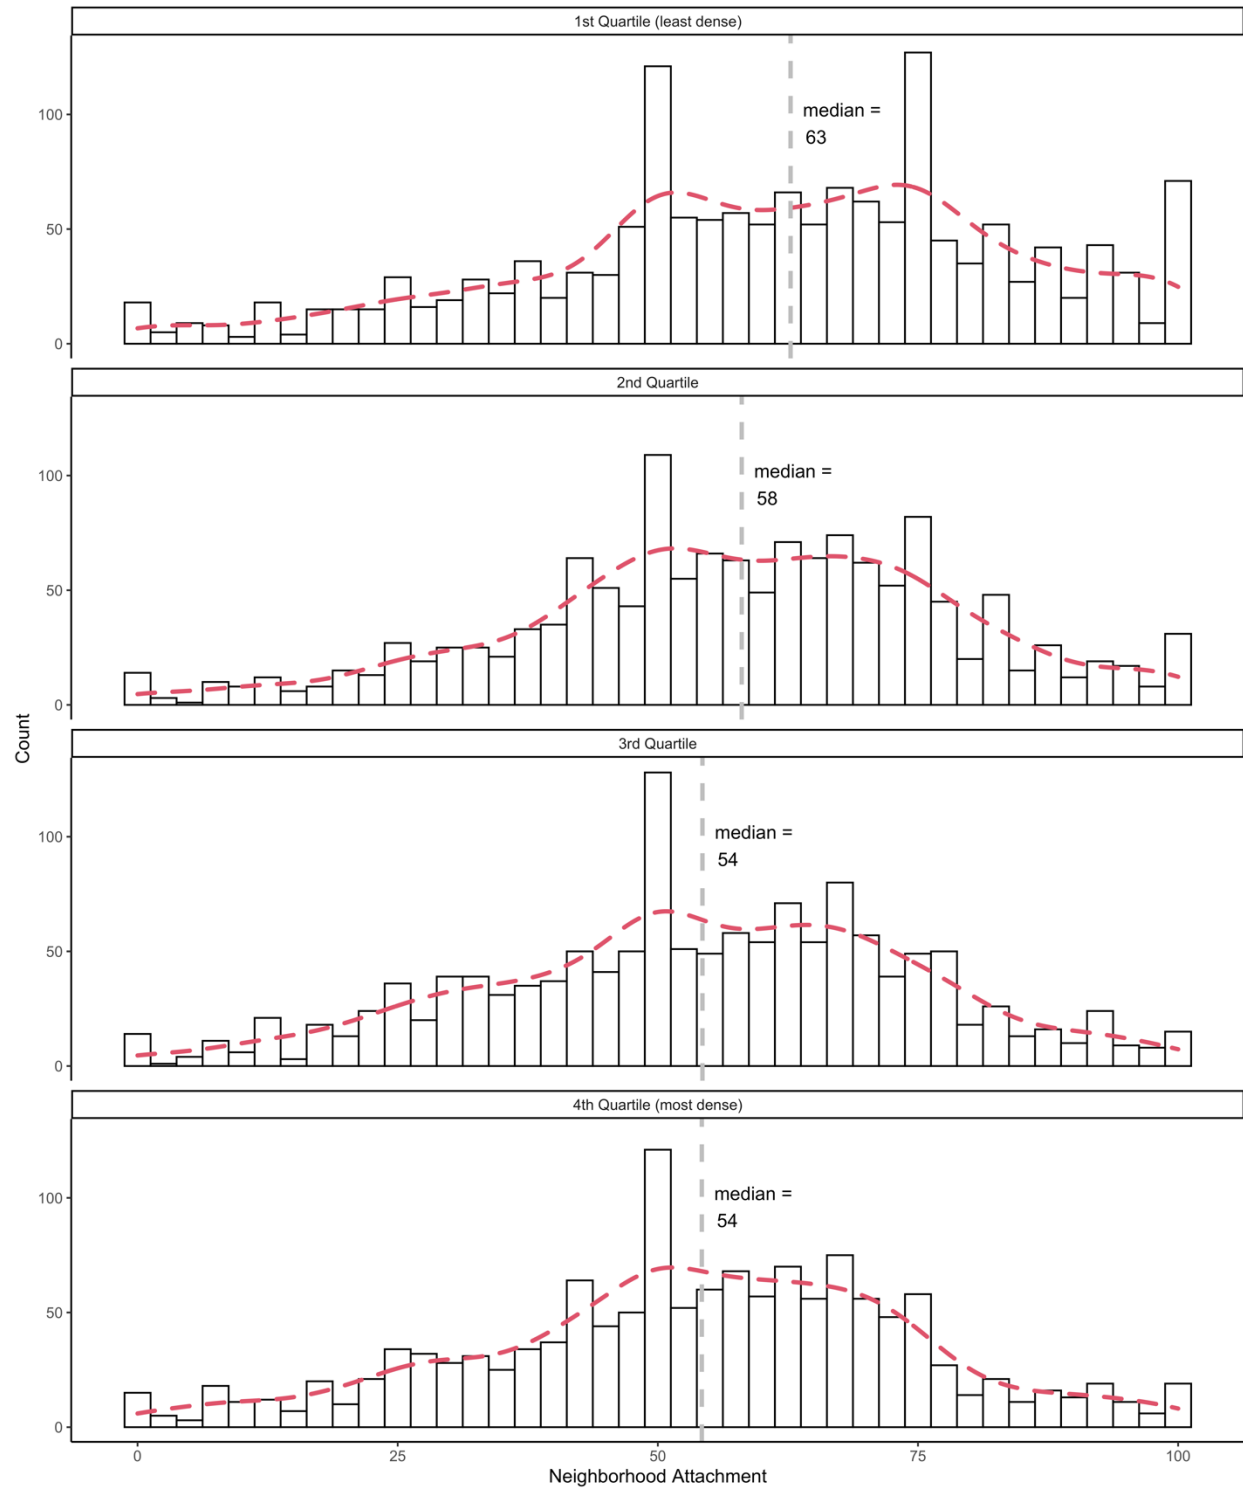 1st Quartile (least dense)
100
50
0
median =
63
2nd Quartile
100
50
0
median =
58
Count
3rd Quartile
100
50
0
median =
54
4th Quartile (most dense)
100
50
0
median =
54
0 25 50 75 100
Neighborhood Attachment